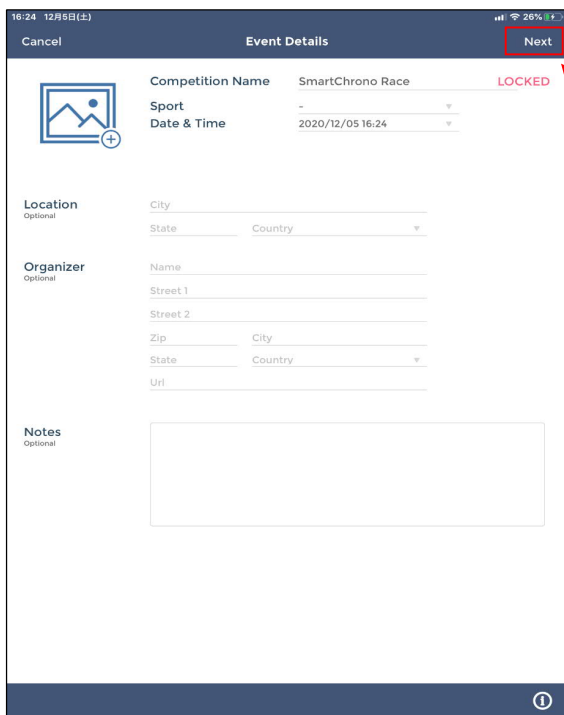 16:24 12月5日(土) 26%
Cancel Event Details Next
Competition Name SmartChrono Race LOCKED
Sport -
Date & Time 2020/12/05 16:24
Location City
Optional
State Country
Organizer Name
Optional
Street 1
Street 2
Zip City
State Country
Url
Notes
Optional